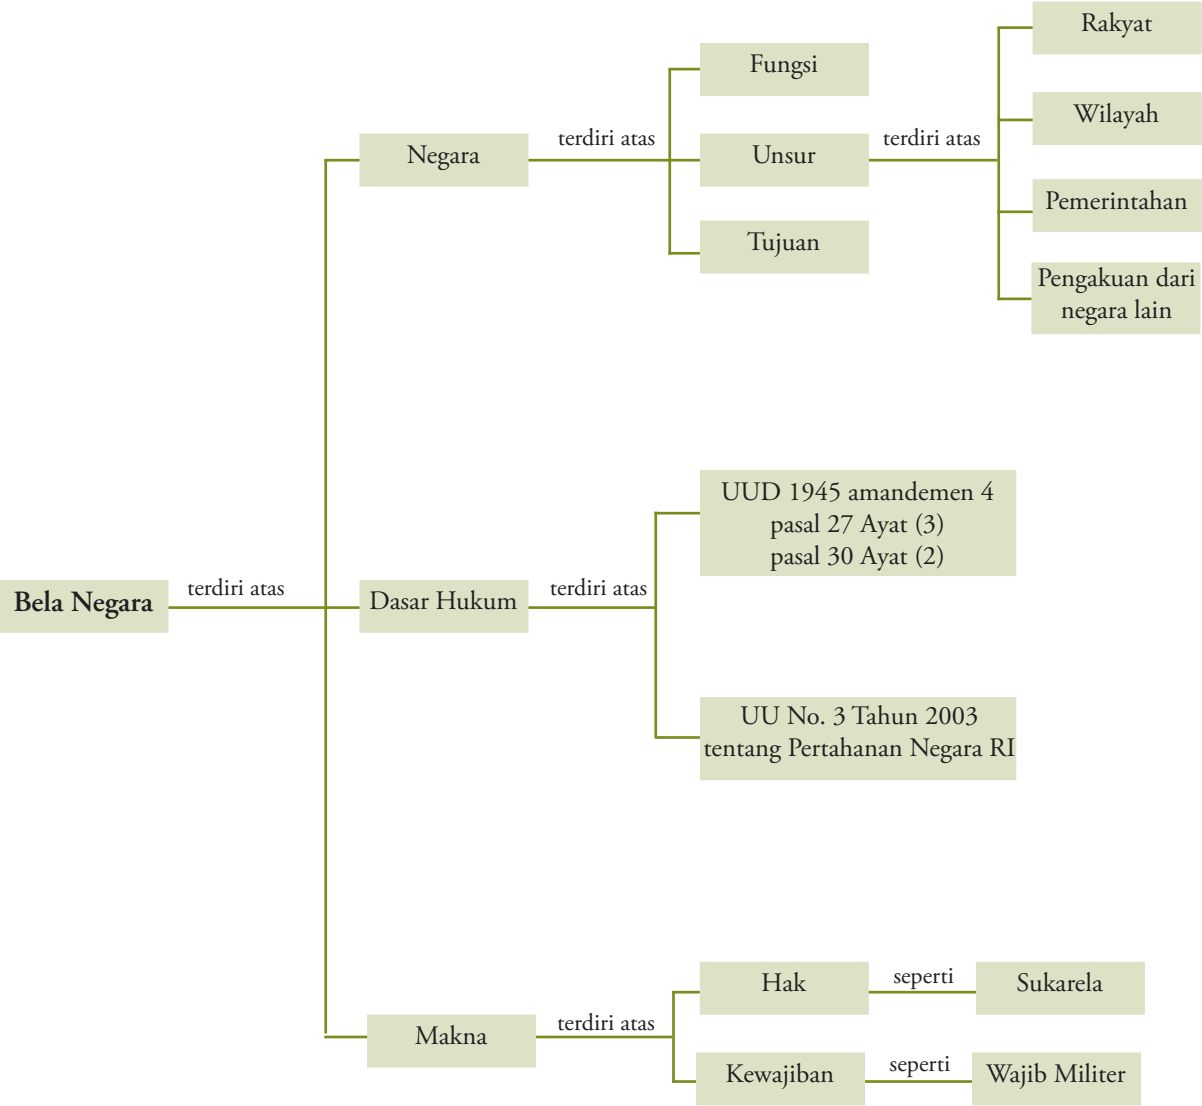 Rakyat
Fungsi
Wilayah
terdiri atas
terdiri atas
Negara
Unsur
Pemerintahan
Tujuan
Pengakuan dari
negara lain
UUD 1945 amandemen 4
pasal 27 Ayat (3)
pasal 30 Ayat (2)
terdiri atas
terdiri atas
Bela Negara
Dasar Hukum
UU No. 3 Tahun 2003
tentang Pertahanan Negara RI
Hak
seperti
Sukarela
terdiri atas
Makna
Kewajiban
seperti
Wajib Militer